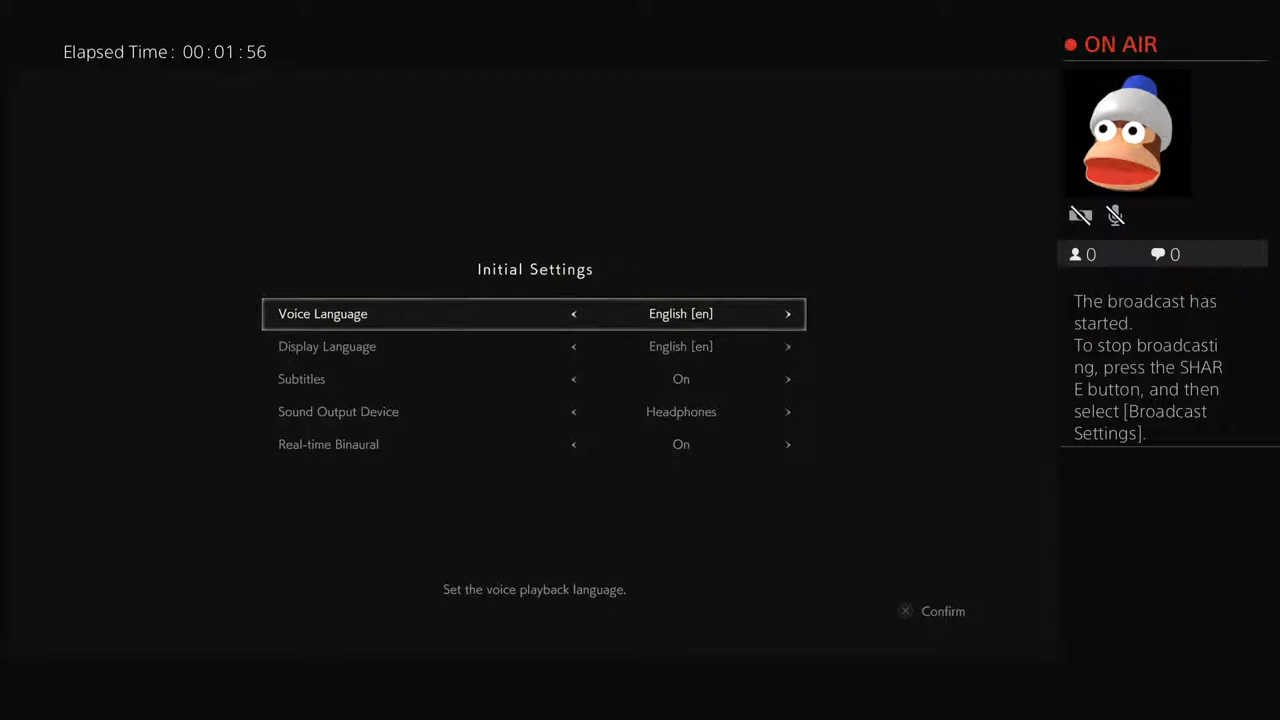 Elapsed Time: 00:01:56
ON AIR
0 0
The broadcast has
started.
To stop broadcasti
ng, press the SHAR
E button, and then
select [Broadcast
Settings].
Initial Settings
Voice Language < English [en] >
Display Language < English [en] >
Subtitles < On >
Sound Output Device < Headphones >
Real-time Binaural < On >
Set the voice playback language.
Confirm